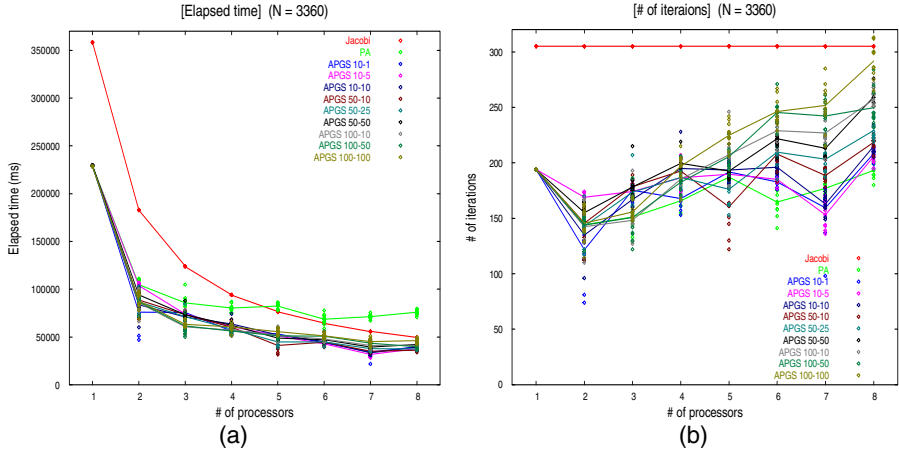 [Elapsed time] (N = 3360)
Elapsed time (ms)
350000
300000
250000
200000
150000
100000
50000
0
Jacobi
PA
APGS 10-1
APGS 10-5
APGS 10-10
APGS 50-10
APGS 50-25
APGS 50-50
APGS 100-10
APGS 100-50
APGS 100-100
1 2 3 4 5 6 7 8
# of processors
(a)
[# of iteraions] (N = 3360)
# of iterations
300
250
200
150
100
50
0
Jacobi
PA
APGS 10-1
APGS 10-5
APGS 10-10
APGS 50-10
APGS 50-25
APGS 50-50
APGS 100-10
APGS 100-50
APGS 100-100
1 2 3 4 5 6 7 8
# of processors
(b)